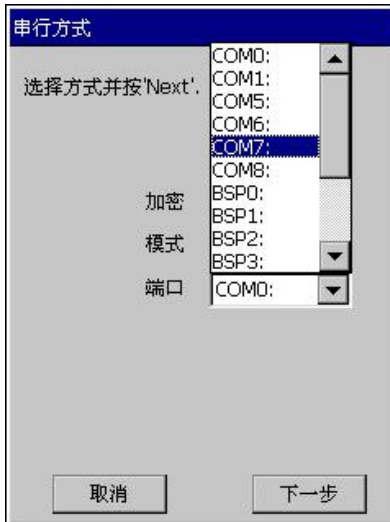 串行方式
选择方式并按'Next'.
COM0:
COM1:
COM5:
COM6:
COM7:
COM8:
BSP0:
BSP1:
BSP2:
BSP3:
加密
模式
端口 COM0:
取消 下一步